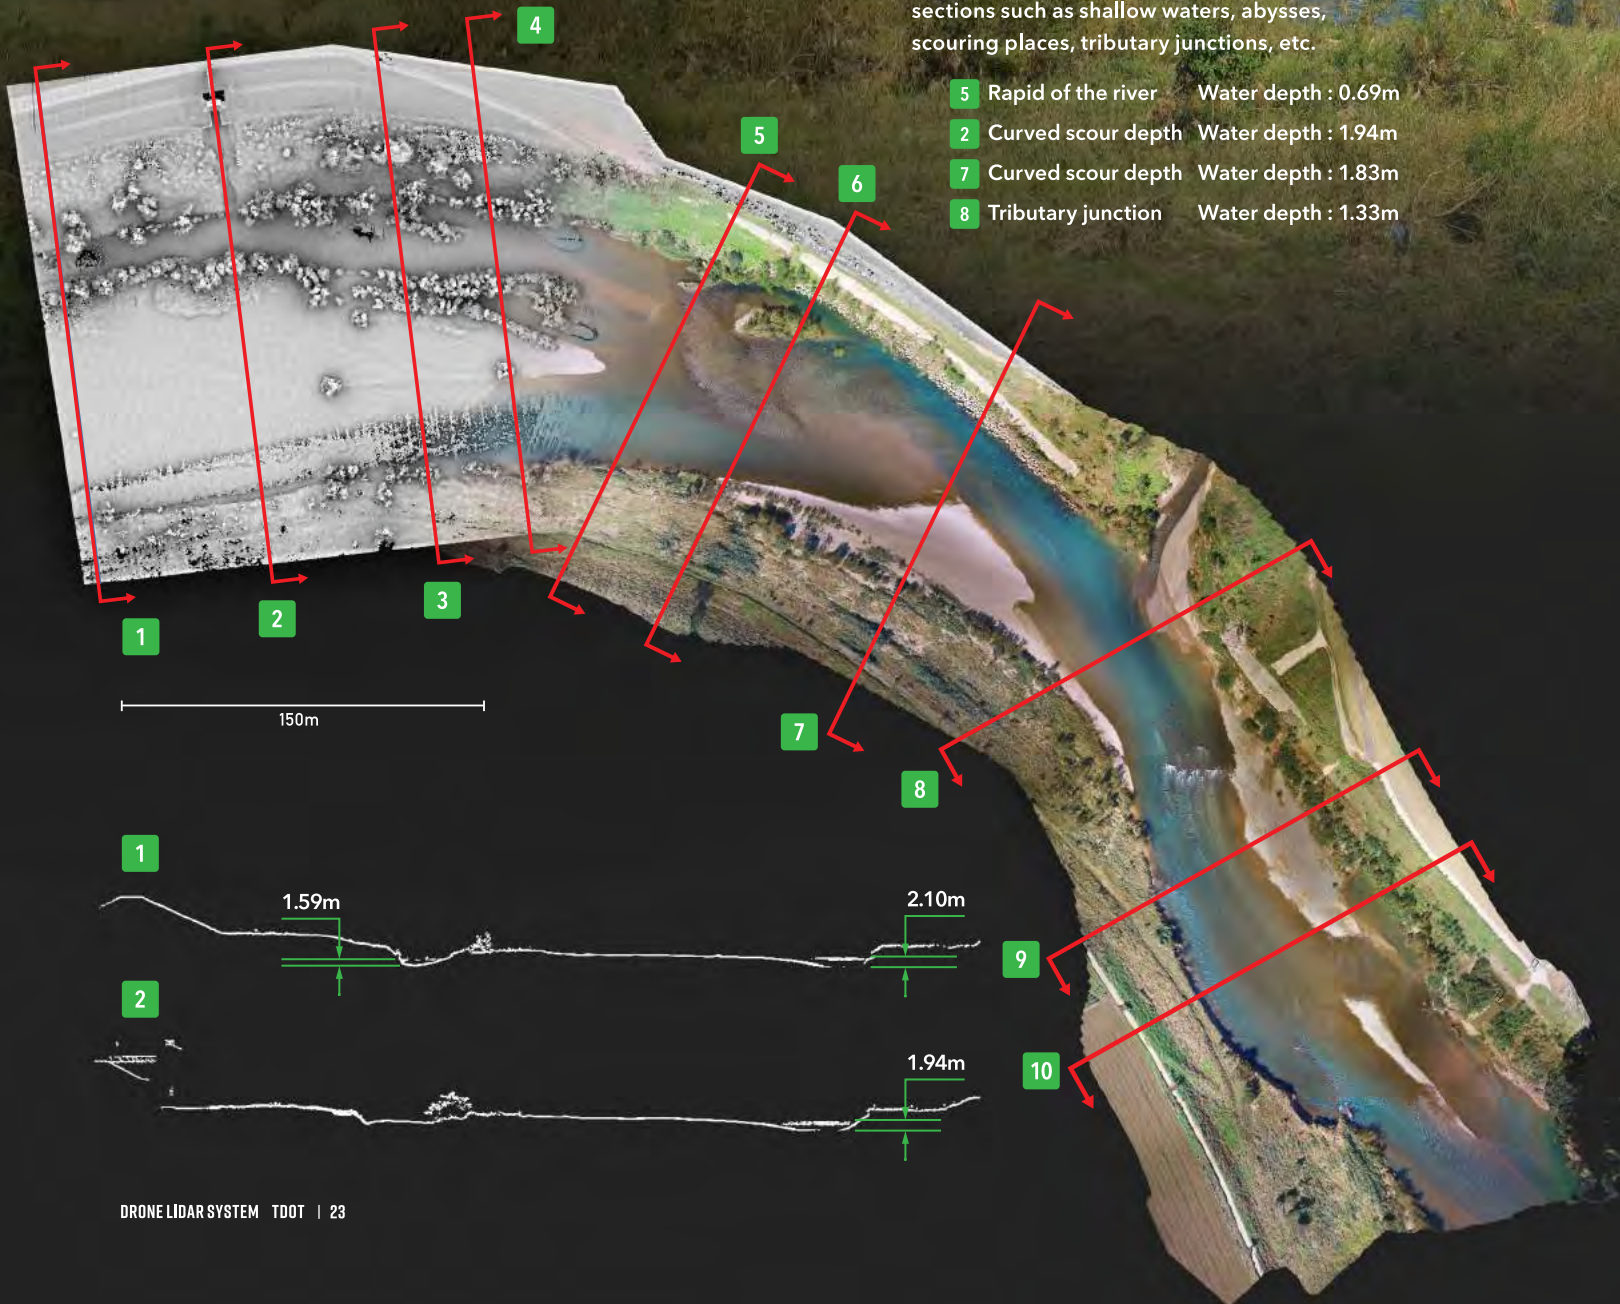 4
sections such as shallow waters, abysses,
scouring places, tributary junctions, etc.
5 Rapid of the river Water depth : 0.69m
2 Curved scour depth Water depth : 1.94m
7 Curved scour depth Water depth : 1.83m
8 Tributary junction Water depth : 1.33m
5
6
1
2
3
150m
7
8
1
1.59m
2.10m
9
2
1.94m
10
DRONE LIDAR SYSTEM TDOT | 23